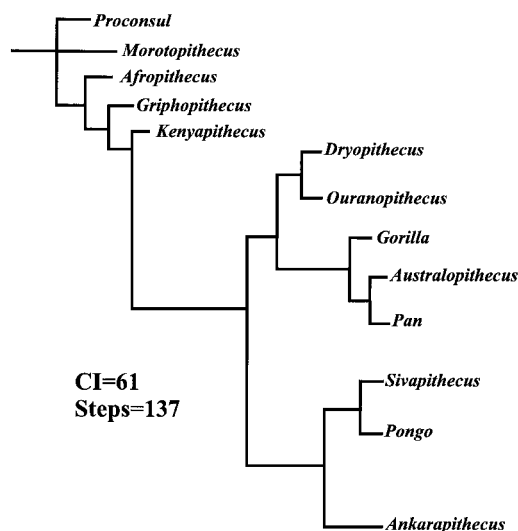 Proconsul
Morotopithecus
Afropithecus
Griphopithecus
Kenyapithecus
Dryopithecus
Ouranopithecus
Gorilla
Australopithecus
Pan
CI=61
Steps=137
Sivapithecus
Pongo
Ankarapithecus